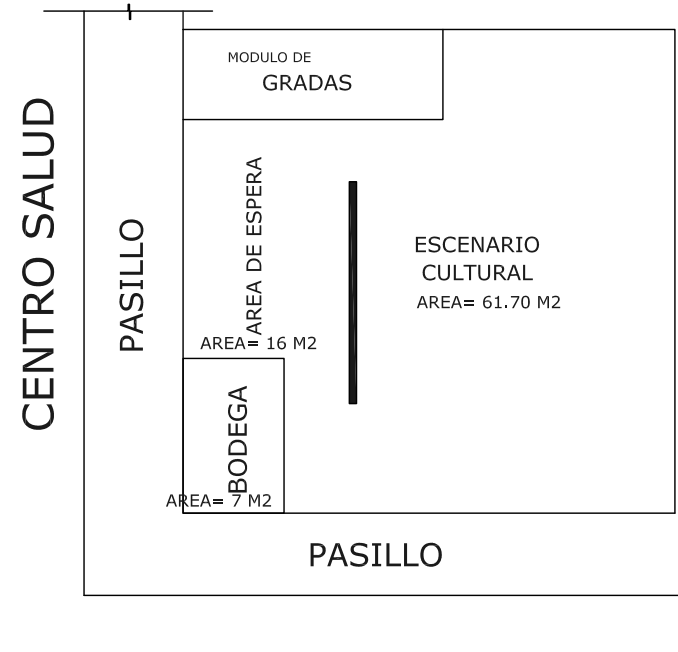 MODULO DE
GRADAS
CENTRO SALUD
PASILLO
AREA DE ESPERA
AREA= 16 M2
ESCENARIO
CULTURAL
AREA= 61.70 M2
BODEGA
AREA= 7 M2
PASILLO